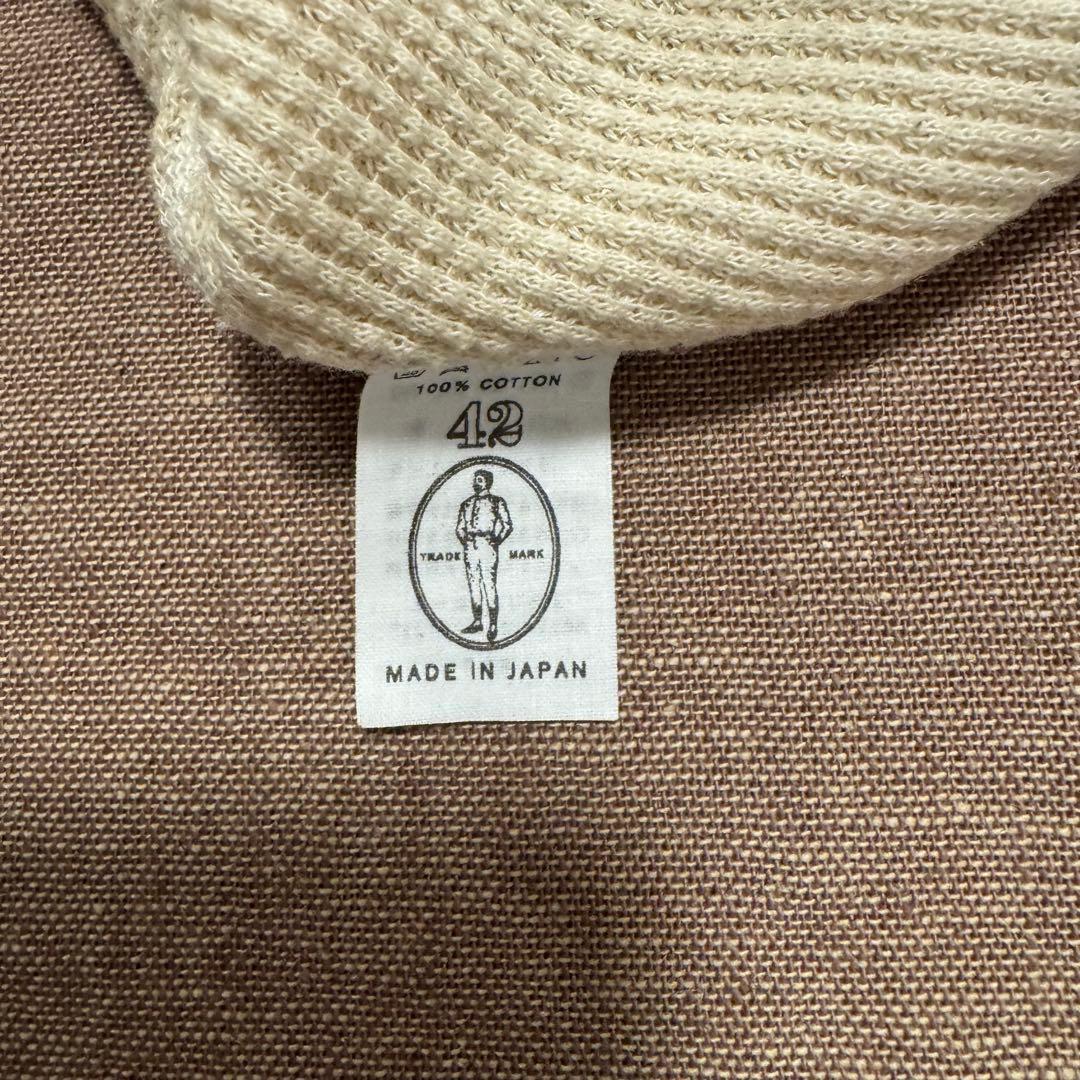 100% COTTON
42
TRADE MARK
MADE IN JAPAN